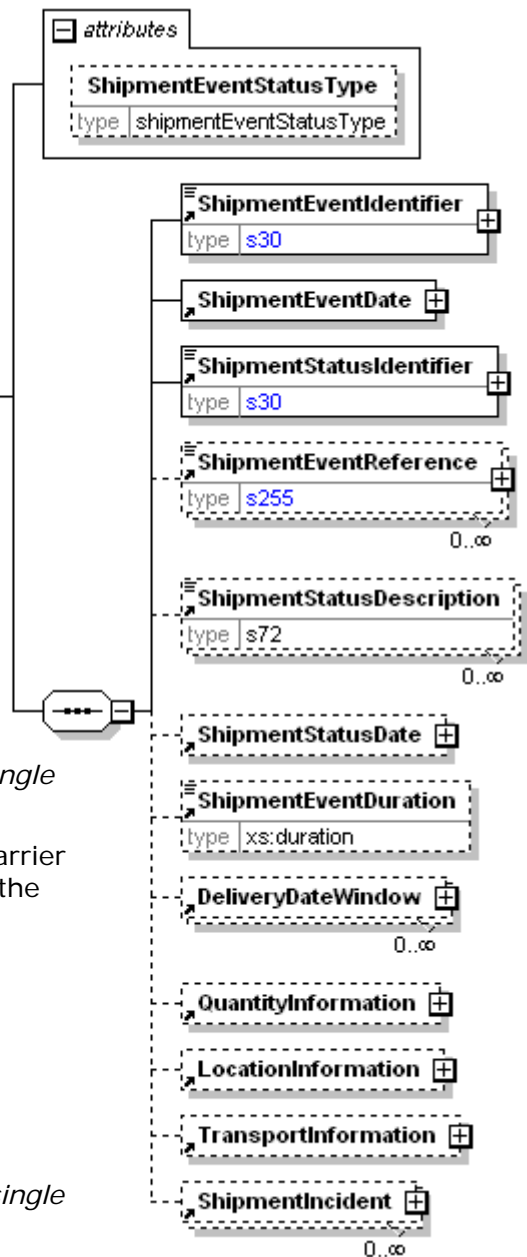 attributes
ShipmentEventStatusType
type shipmentEventStatusType
ShipmentEventIdentifier
type s30
ShipmentEventDate
ShipmentStatusIdentifier
type s30
ShipmentEventReference
type s255
0..∞
ShipmentStatusDescription
type s72
0..∞
ShipmentStatusDate
ShipmentEventDuration
type xs:duration
DeliveryDateWindow
0..∞
QuantityInformation
LocationInformation
TransportInformation
ShipmentIncident
0..∞
ngle
arrier
the
single